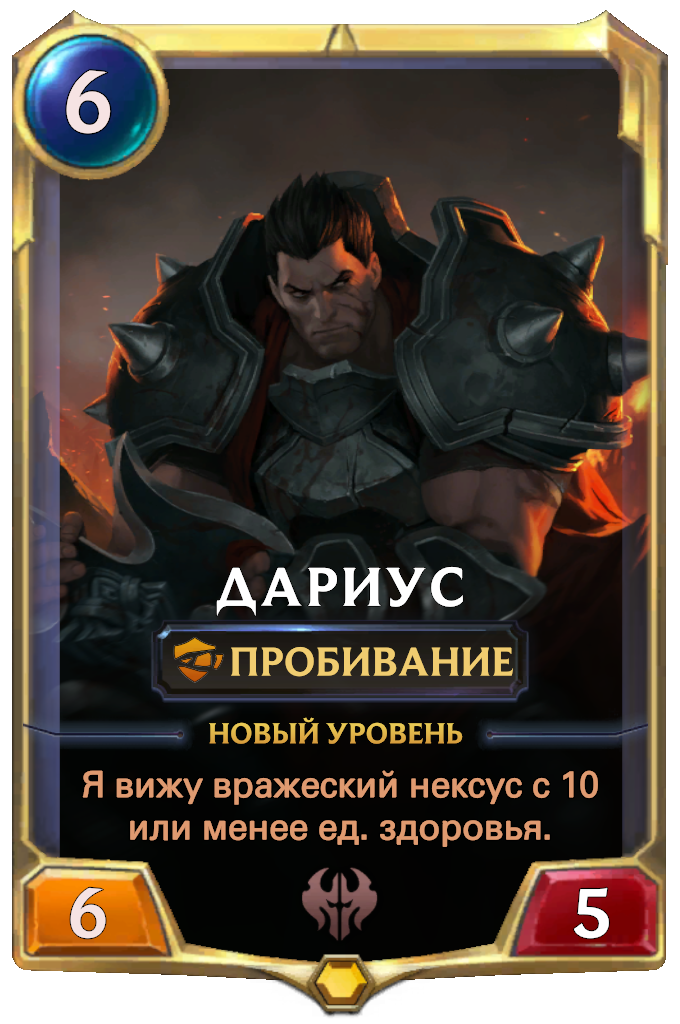 6
ДАРИУС
ПРОБИВАНИЕ
НОВЫЙ УРОВЕНЬ
Я вижу вражеский нексус с 10
или менее ед. здоровья.
6
5